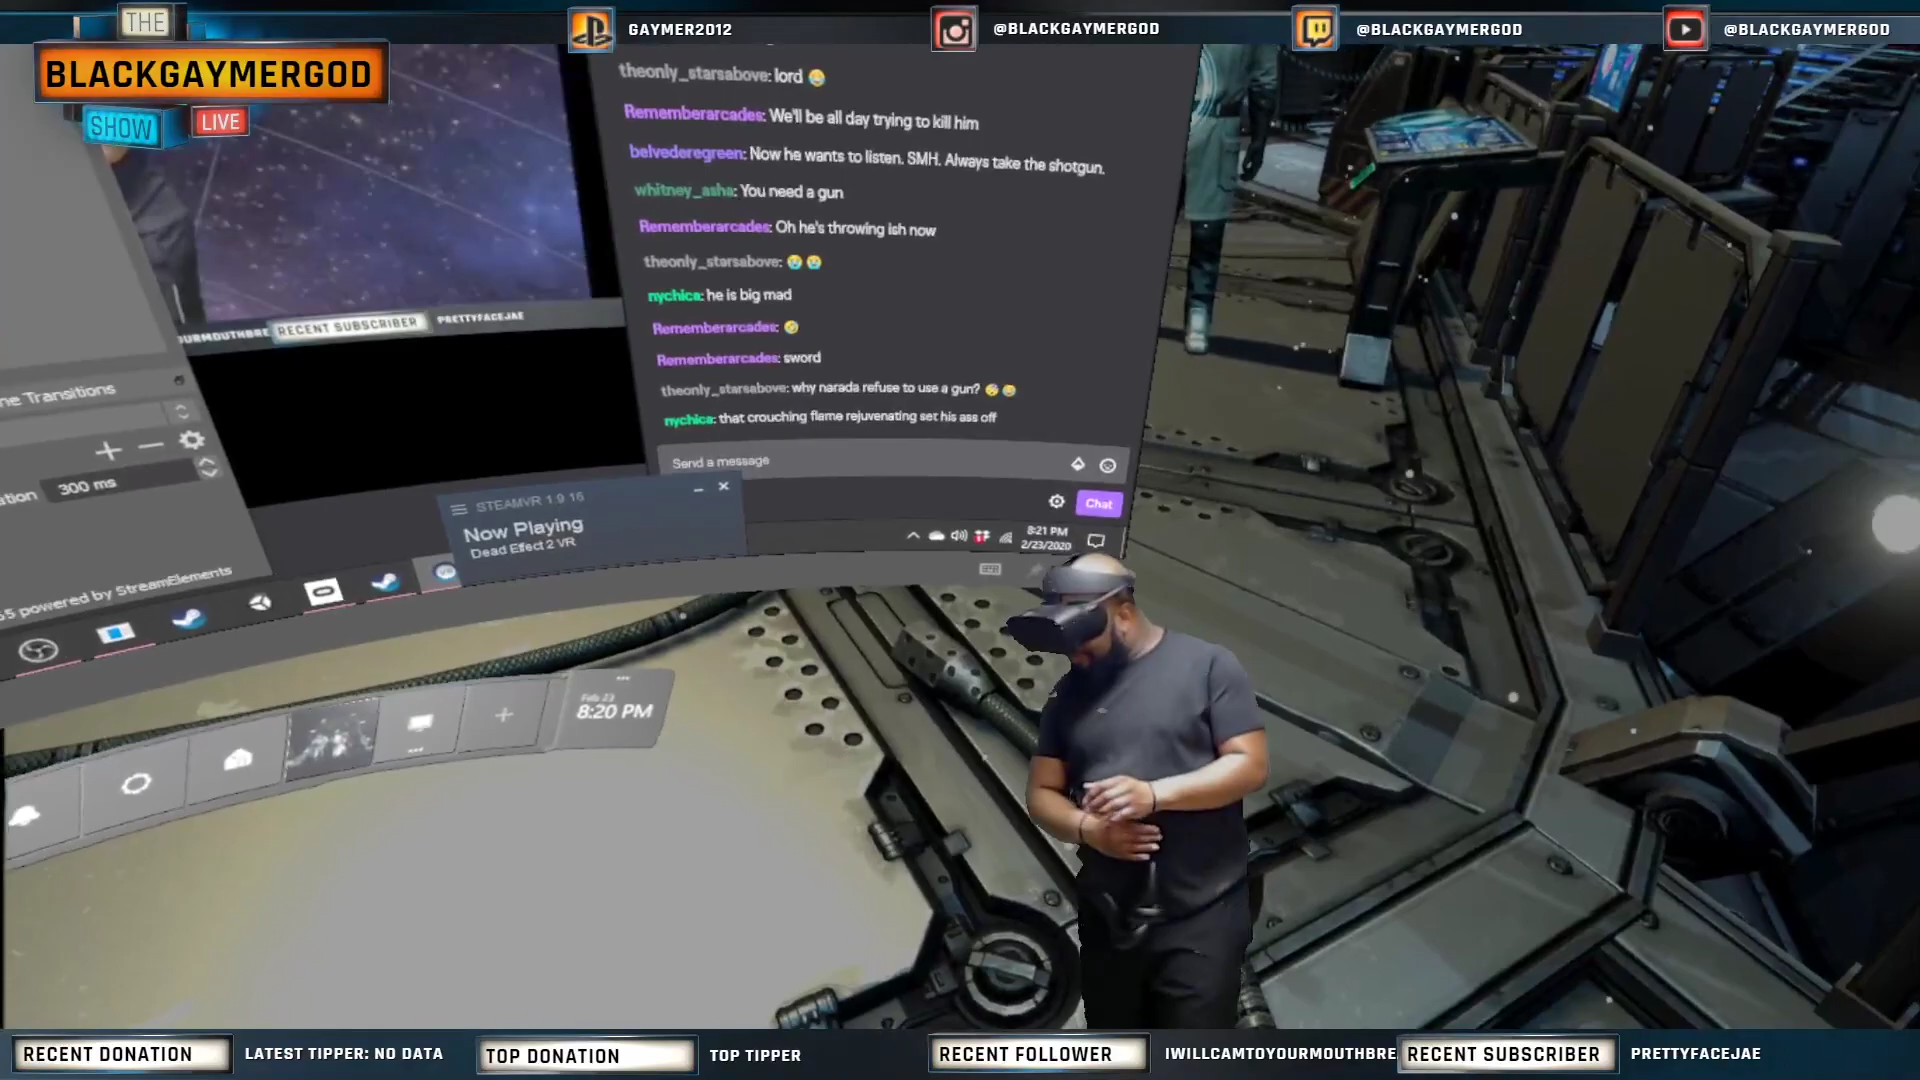 THE
BLACKGAYMERGOD
SHOW
LIVE
GAYMER2012
@BLACKGAYMERGOD
@BLACKGAYMERGOD
@BLACKGAYMERGOD
theonly_starsabove: lord 😂
Rememberarcades: We'll be all day trying to kill him
belvederegreen: Now he wants to listen. SMH. Always take the shotgun.
whitney_asha: You need a gun
Rememberarcades: Oh he's throwing ish now
theonly_starsabove: 😭 😭
nychica: he is big mad
Rememberarcades: 🤣
Rememberarcades: sword
theonly_starsabove: why narada refuse to use a gun?
nychica: that crouching flame rejuvenating set his ass off
Send a message
Chat
URMOUTHBRE
RECENT SUBSCRIBER
PRETTYFACEJAE
ne Transitions
ation 300 ms
STEAMVR 1.9.16
Now Playing
Dead Effect 2 VR
8:21 PM
2/23/2020
powered by StreamElements
Feb 23
8:20 PM
RECENT DONATION
LATEST TIPPER: NO DATA
TOP DONATION
TOP TIPPER
RECENT FOLLOWER
IWILLCAMTOYOURMOUTHBRE
RECENT SUBSCRIBER
PRETTYFACEJAE